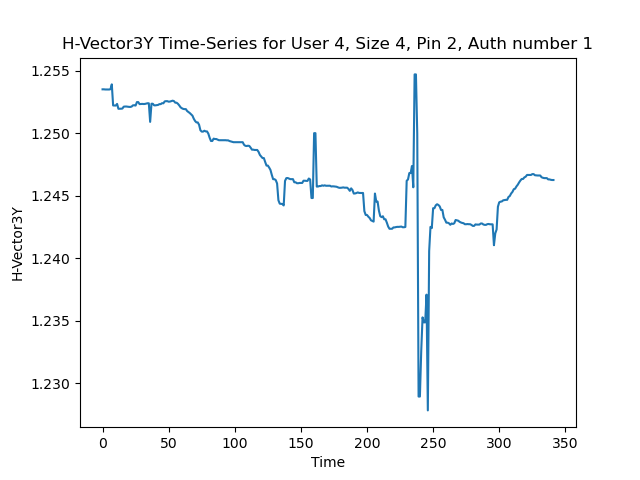 H-Vector3Y Time-Series for User 4, Size 4, Pin 2, Auth number 1
1.255
1.250
1.245
1.240
1.235
1.230
H-Vector3Y
0 50 100 150 200 250 300 350
Time